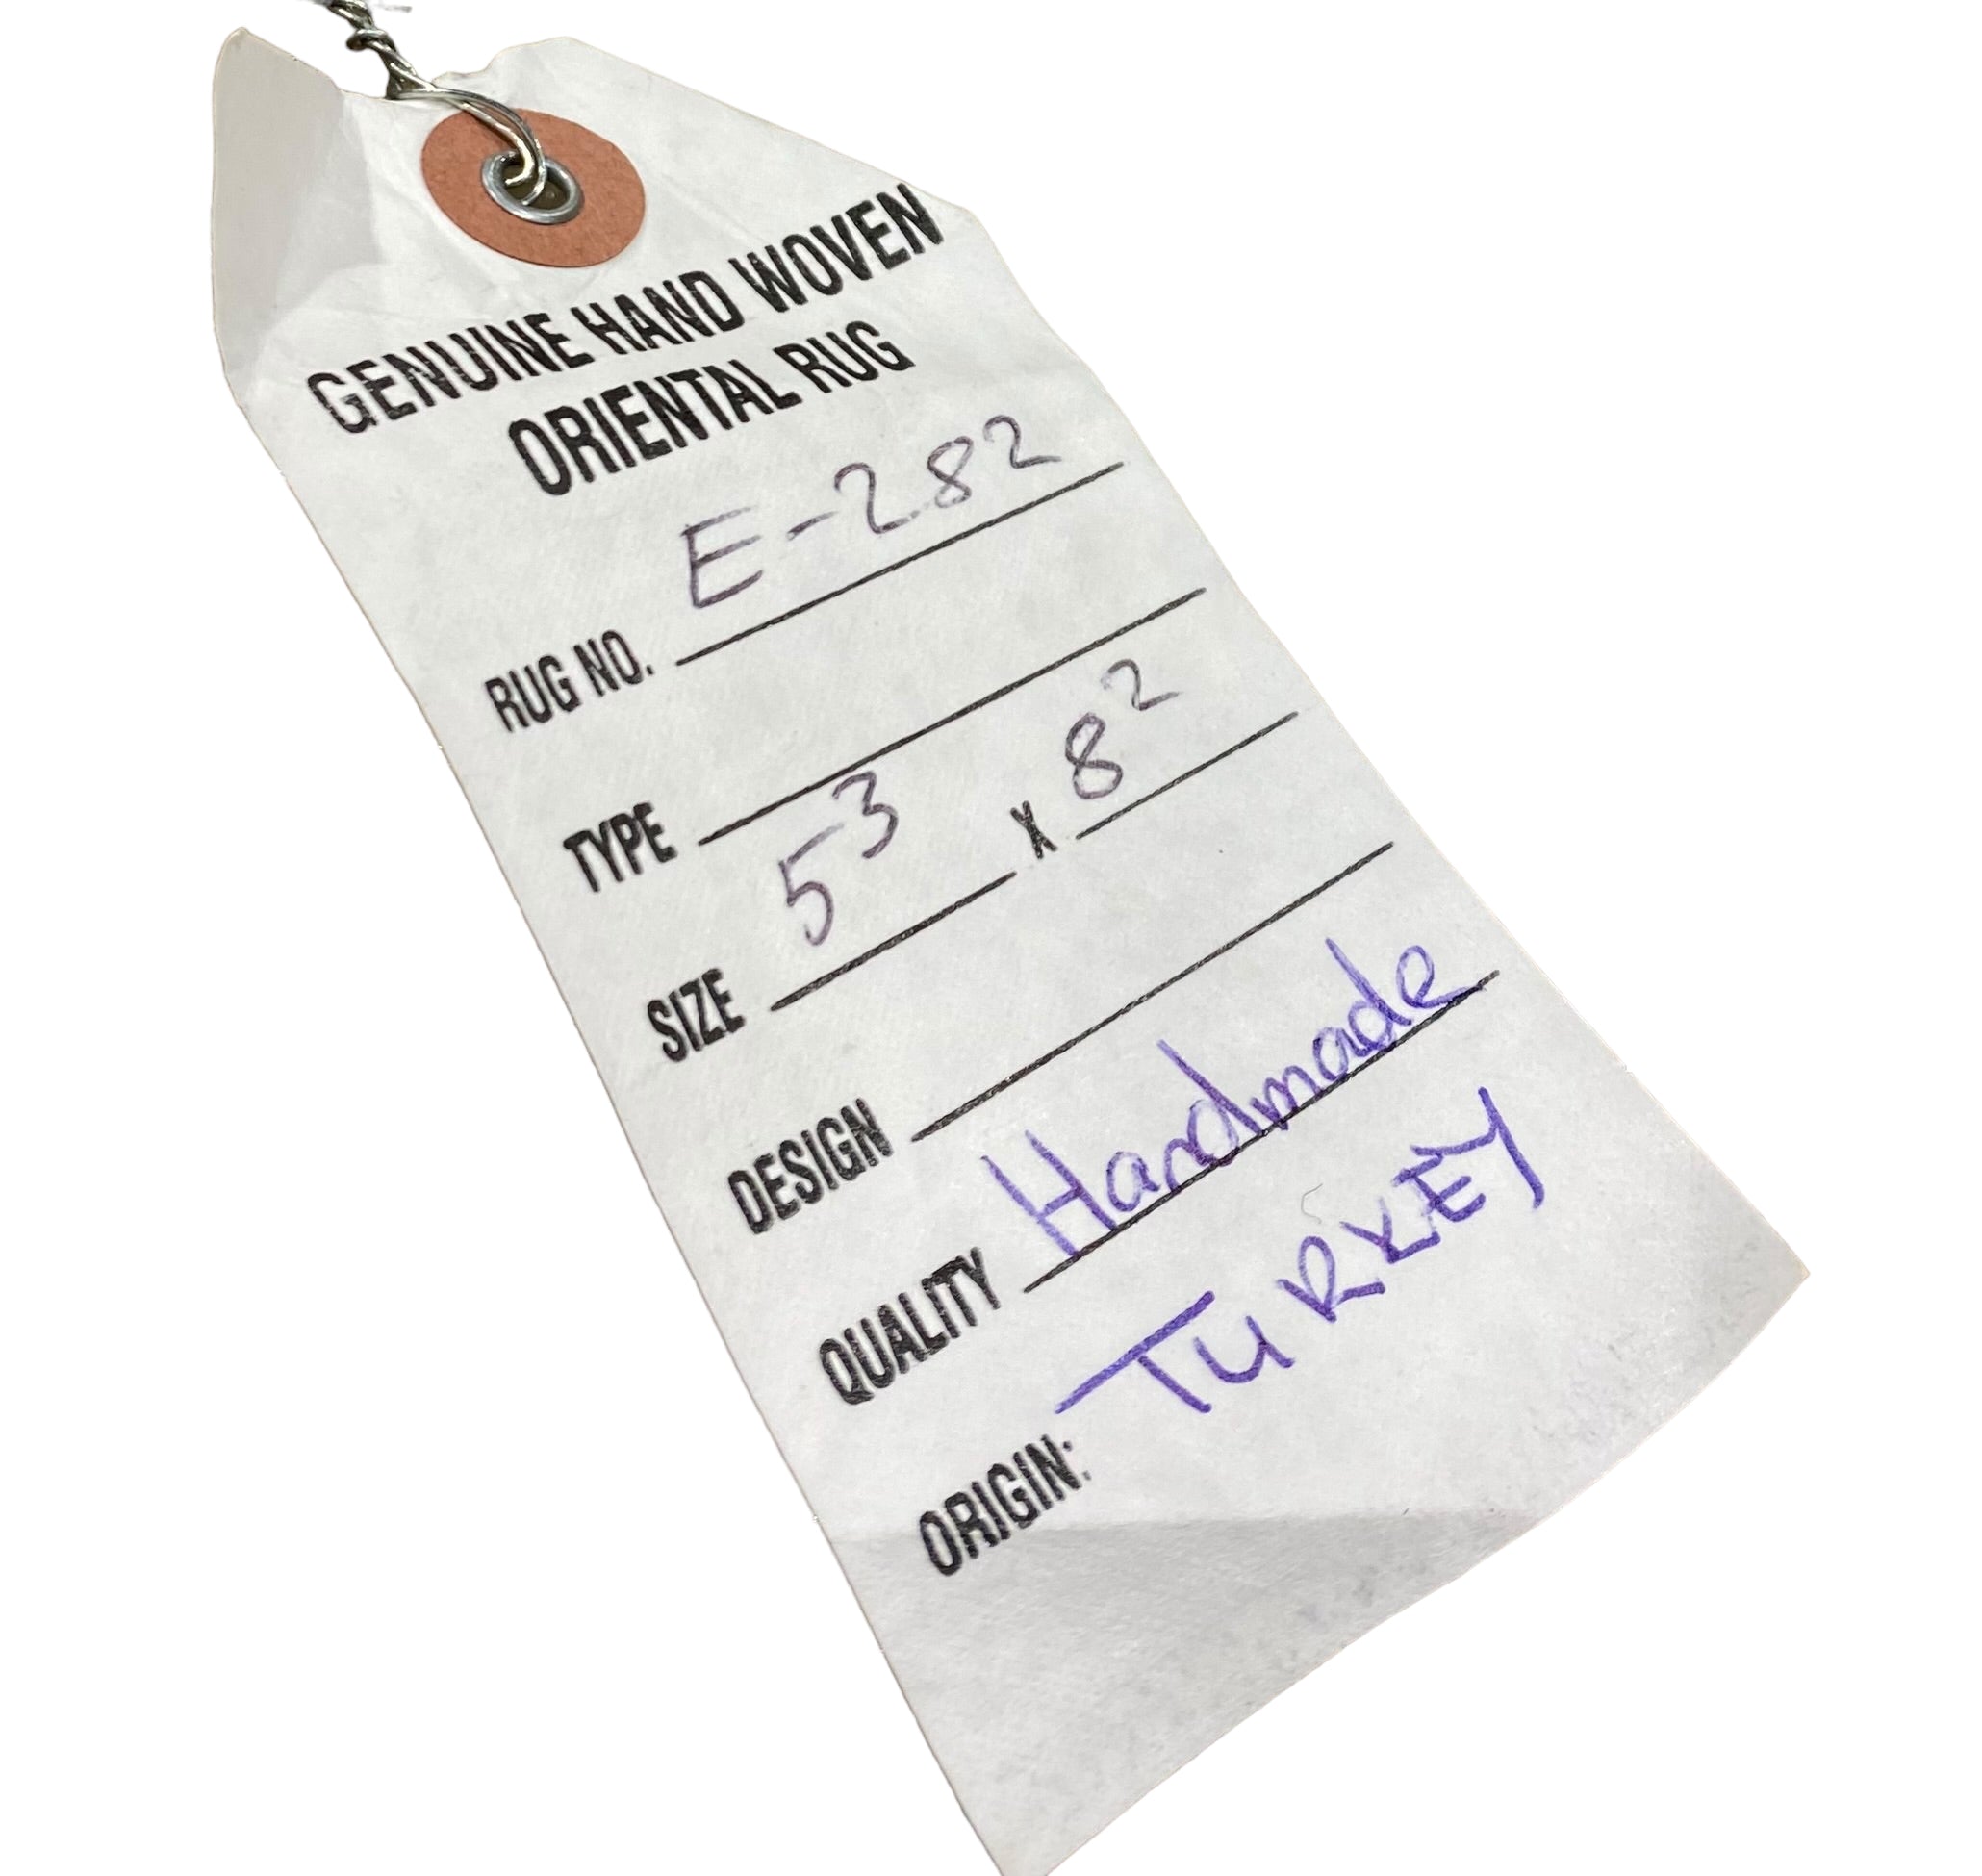 GENUINE HAND WOVEN
ORIENTAL RUG
RUG NO. E-282
TYPE
SIZE 5³ X 8²
DESIGN
QUALITY Handmade
ORIGIN: TURKEY